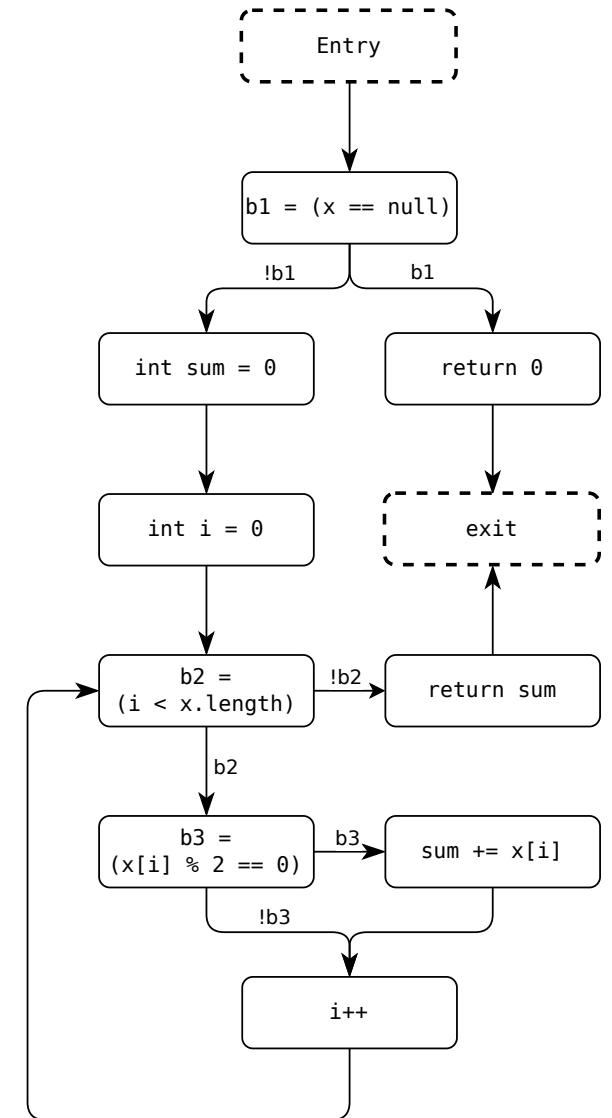 Entry
b1 = (x == null)
!b1
b1
int sum = 0
return 0
int i = 0
exit
b2 =
(i < x.length)
!b2
return sum
b2
b3 =
(x[i] % 2 == 0)
b3
sum += x[i]
!b3
i++